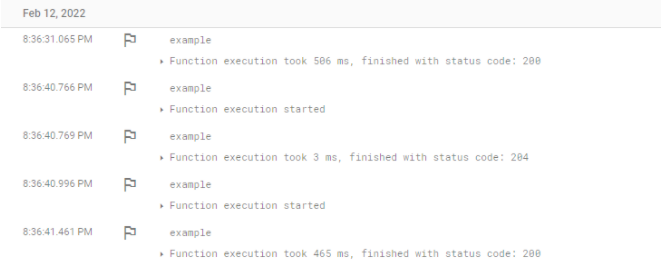 Feb 12, 2022
8:36:31.065 PM example
Function execution took 506 ms, finished with status code: 200
8:36:40.766 PM example
Function execution started
8:36:40.769 PM example
Function execution took 3 ms, finished with status code: 204
8:36:40.996 PM example
Function execution started
8:36:41.461 PM example
Function execution took 465 ms, finished with status code: 200